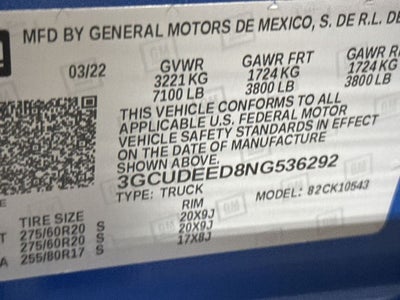 MFD BY GENERAL MOTORS DE MEXICO, S. DE R.L. DE
03/22 GVWR GAWR FRT GAWR
3221 KG 1724 KG 1724 KG
7100 LB 3800 LB 3800 LB
THIS VEHICLE CONFORMS TO ALL
APPLICABLE U.S. FEDERAL MOTOR
VEHICLE SAFETY STANDARDS IN EFFECT
ON THE DATE OF MANUFACTURE
SHOWN ABOVE.
3GCUDEED8NG536292
TYPE: TRUCK MODEL: 82CK10543
TIRE SIZE RIM
T 275/60R20 S 20X9J
275/60R20 S 20X9J
A 255/80R17 S 17X8J